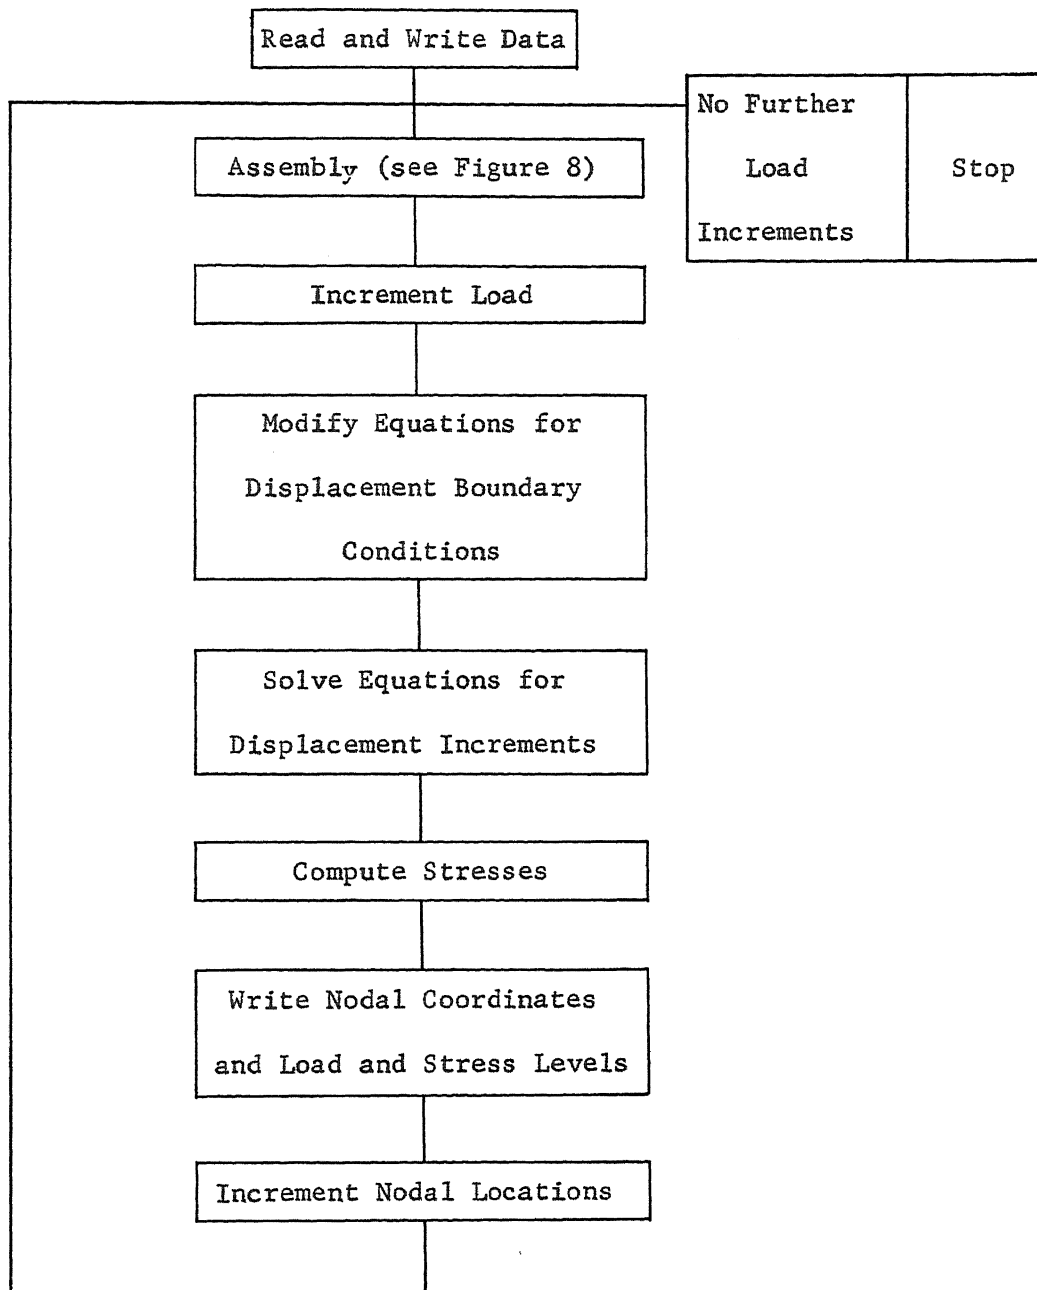 Read and Write Data
No Further
Load
Increments
Stop
Assembly (see Figure 8)
Increment Load
Modify Equations for
Displacement Boundary
Conditions
Solve Equations for
Displacement Increments
Compute Stresses
Write Nodal Coordinates
and Load and Stress Levels
Increment Nodal Locations